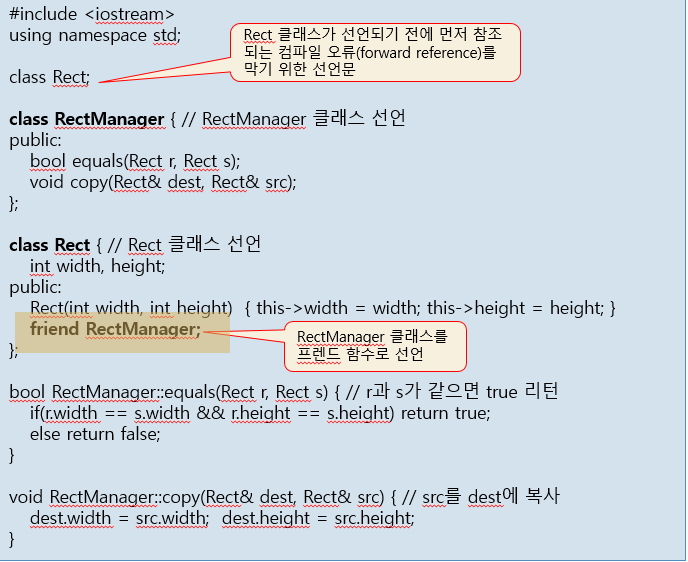 #include <iostream>
using namespace std;
Rect 클래스가 선언되기 전에 먼저 참조
되는 컴파일 오류(forward reference)를
막기 위한 선언문
class Rect;
class RectManager { // RectManager 클래스 선언
public:
bool equals(Rect r, Rect s);
void copy(Rect& dest, Rect& src);
};
class Rect { // Rect 클래스 선언
int width, height;
public:
Rect(int width, int height) { this->width = width; this->height = height; }
friend RectManager;
RectManager 클래스를
프렌드 함수로 선언
};
bool RectManager::equals(Rect r, Rect s) { // r과 s가 같으면 true 리턴
if(r.width == s.width && r.height == s.height) return true;
else return false;
}
void RectManager::copy(Rect& dest, Rect& src) { // src를 dest에 복사
dest.width = src.width; dest.height = src.height;
}